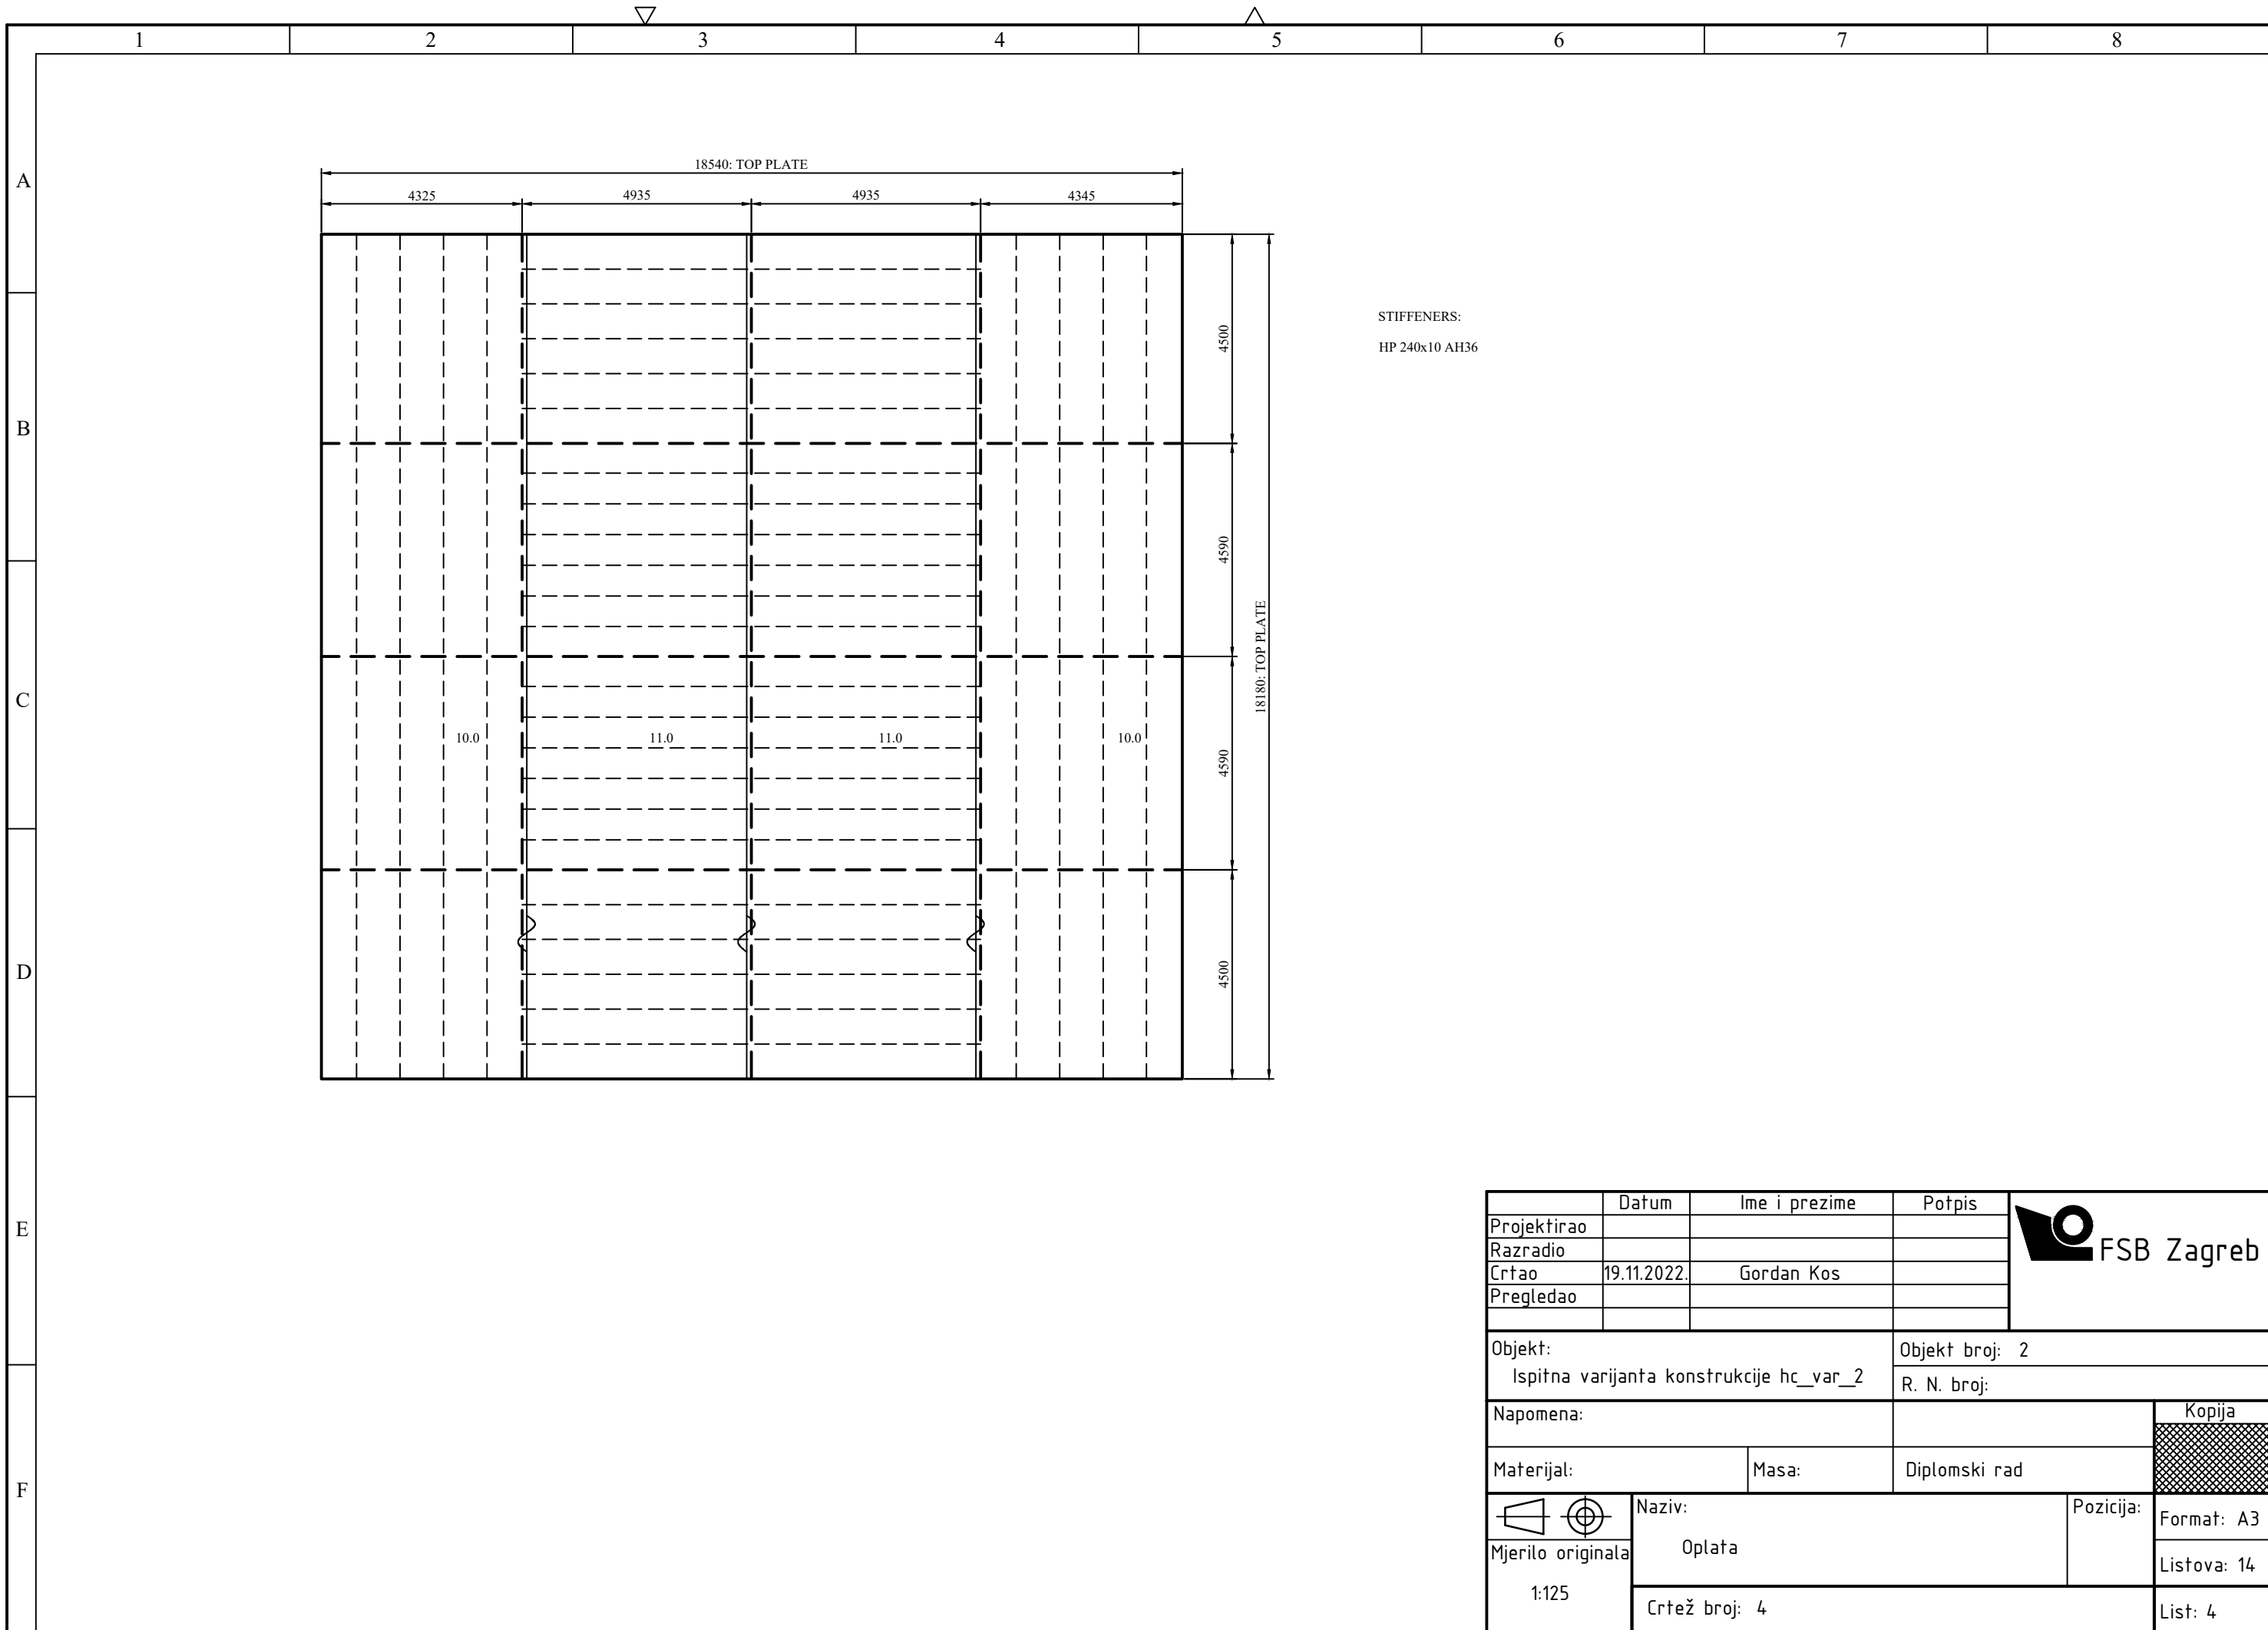 1 2 3 4 5 6 7 8
A
B
C
D
E
F
18540: TOP PLATE
4325 4935 4935 4345
4500
4590
4590
4500
18180: TOP PLATE
10.0 11.0 11.0 10.0
STIFFENERS:
HP 240x10 AH36
Datum Ime i prezime Potpis
Projektirao
Razradio
Crtao 19.11.2022. Gordan Kos
Pregledao
FSB Zagreb
Objekt:
Ispitna varijanta konstrukcije hc_var_2
Objekt broj: 2
R. N. broj:
Napomena:
Kopija
Materijal:
Masa:
Diplomski rad
Naziv:
Oplata
Pozicija:
Format: A3
Mjerilo originala
1:125
Listova: 14
Crtež broj: 4
List: 4